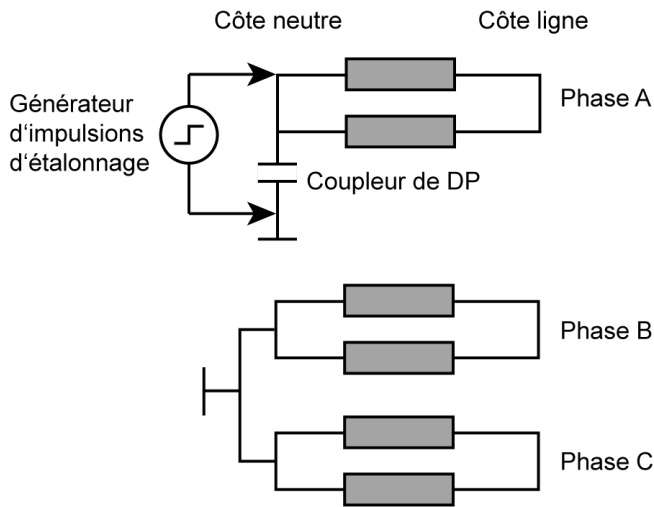 Côte neutre
Côte ligne
Générateur
d‘impulsions
d‘étalonnage
Phase A
Coupleur de DP
Phase B
Phase C